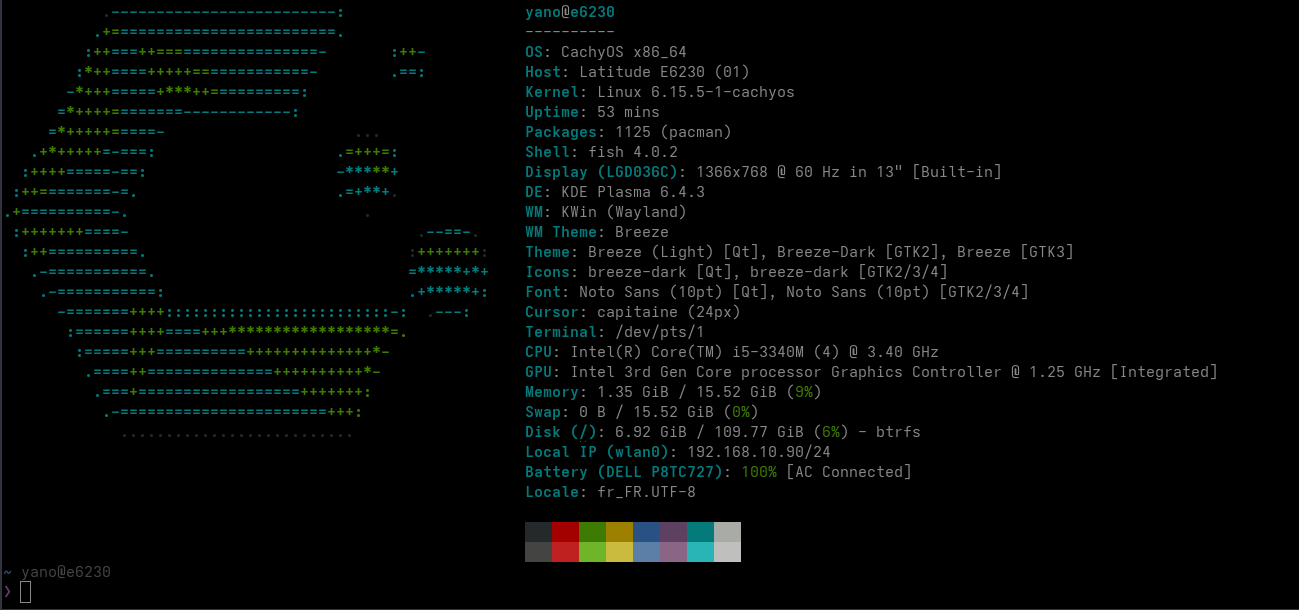 yano@e6230
----------
OS: CachyOS x86_64
Host: Latitude E6230 (01)
Kernel: Linux 6.15.5-1-cachyos
Uptime: 53 mins
Packages: 1125 (pacman)
Shell: fish 4.0.2
Display (LGD036C): 1366x768 @ 60 Hz in 13" [Built-in]
DE: KDE Plasma 6.4.3
WM: KWin (Wayland)
WM Theme: Breeze
Theme: Breeze (Light) [Qt], Breeze-Dark [GTK2], Breeze [GTK3]
Icons: breeze-dark [Qt], breeze-dark [GTK2/3/4]
Font: Noto Sans (10pt) [Qt], Noto Sans (10pt) [GTK2/3/4]
Cursor: capitaine (24px)
Terminal: /dev/pts/1
CPU: Intel(R) Core(TM) i5-3340M (4) @ 3.40 GHz
GPU: Intel 3rd Gen Core processor Graphics Controller @ 1.25 GHz [Integrated]
Memory: 1.35 GiB / 15.52 GiB (9%)
Swap: 0 B / 15.52 GiB (0%)
Disk (/): 6.92 GiB / 109.77 GiB (6%) - btrfs
Local IP (wlan0): 192.168.10.90/24
Battery (DELL P8TC727): 100% [AC Connected]
Locale: fr_FR.UTF-8
~ yano@e6230
❯